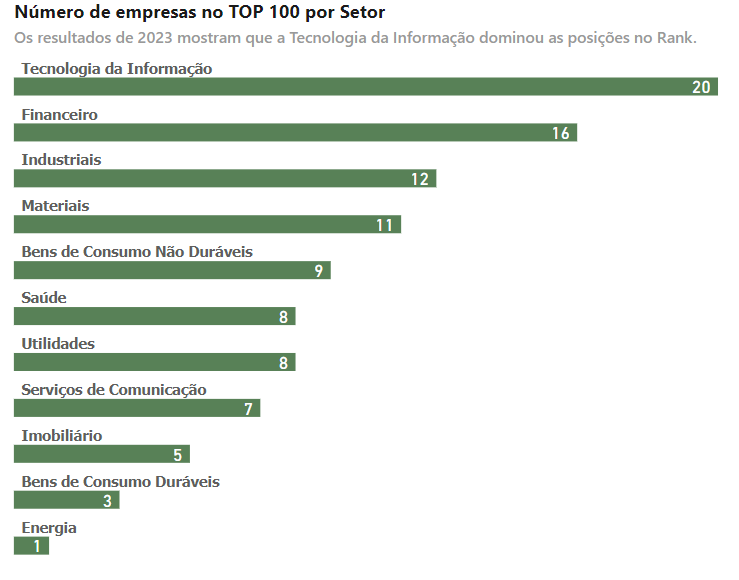 Número de empresas no TOP 100 por Setor
Os resultados de 2023 mostram que a Tecnologia da Informação dominou as posições no Rank.
Tecnologia da Informação
20
Financeiro
16
Industriais
12
Materiais
11
Bens de Consumo Não Duráveis
9
Saúde
8
Utilidades
8
Serviços de Comunicação
7
Imobiliário
5
Bens de Consumo Duráveis
3
Energia
1